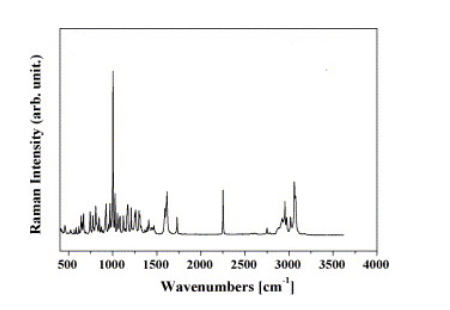 Raman Intensity (arb. unit.)
500 1000 1500 2000 2500 3000 3500 4000
Wavenumbers [cm⁻¹]